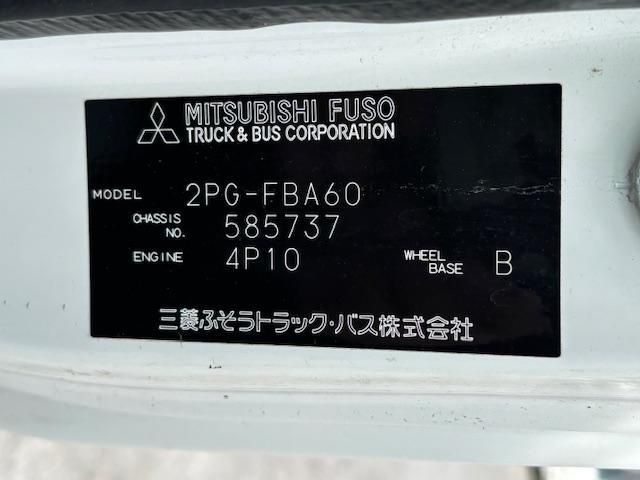 MITSUBISHI FUSO
TRUCK & BUS CORPORATION
MODEL 2PG-FBA60
CHASSIS NO. 585737
ENGINE 4P10 WHEEL BASE B
三菱ふそうトラック・バス株式会社